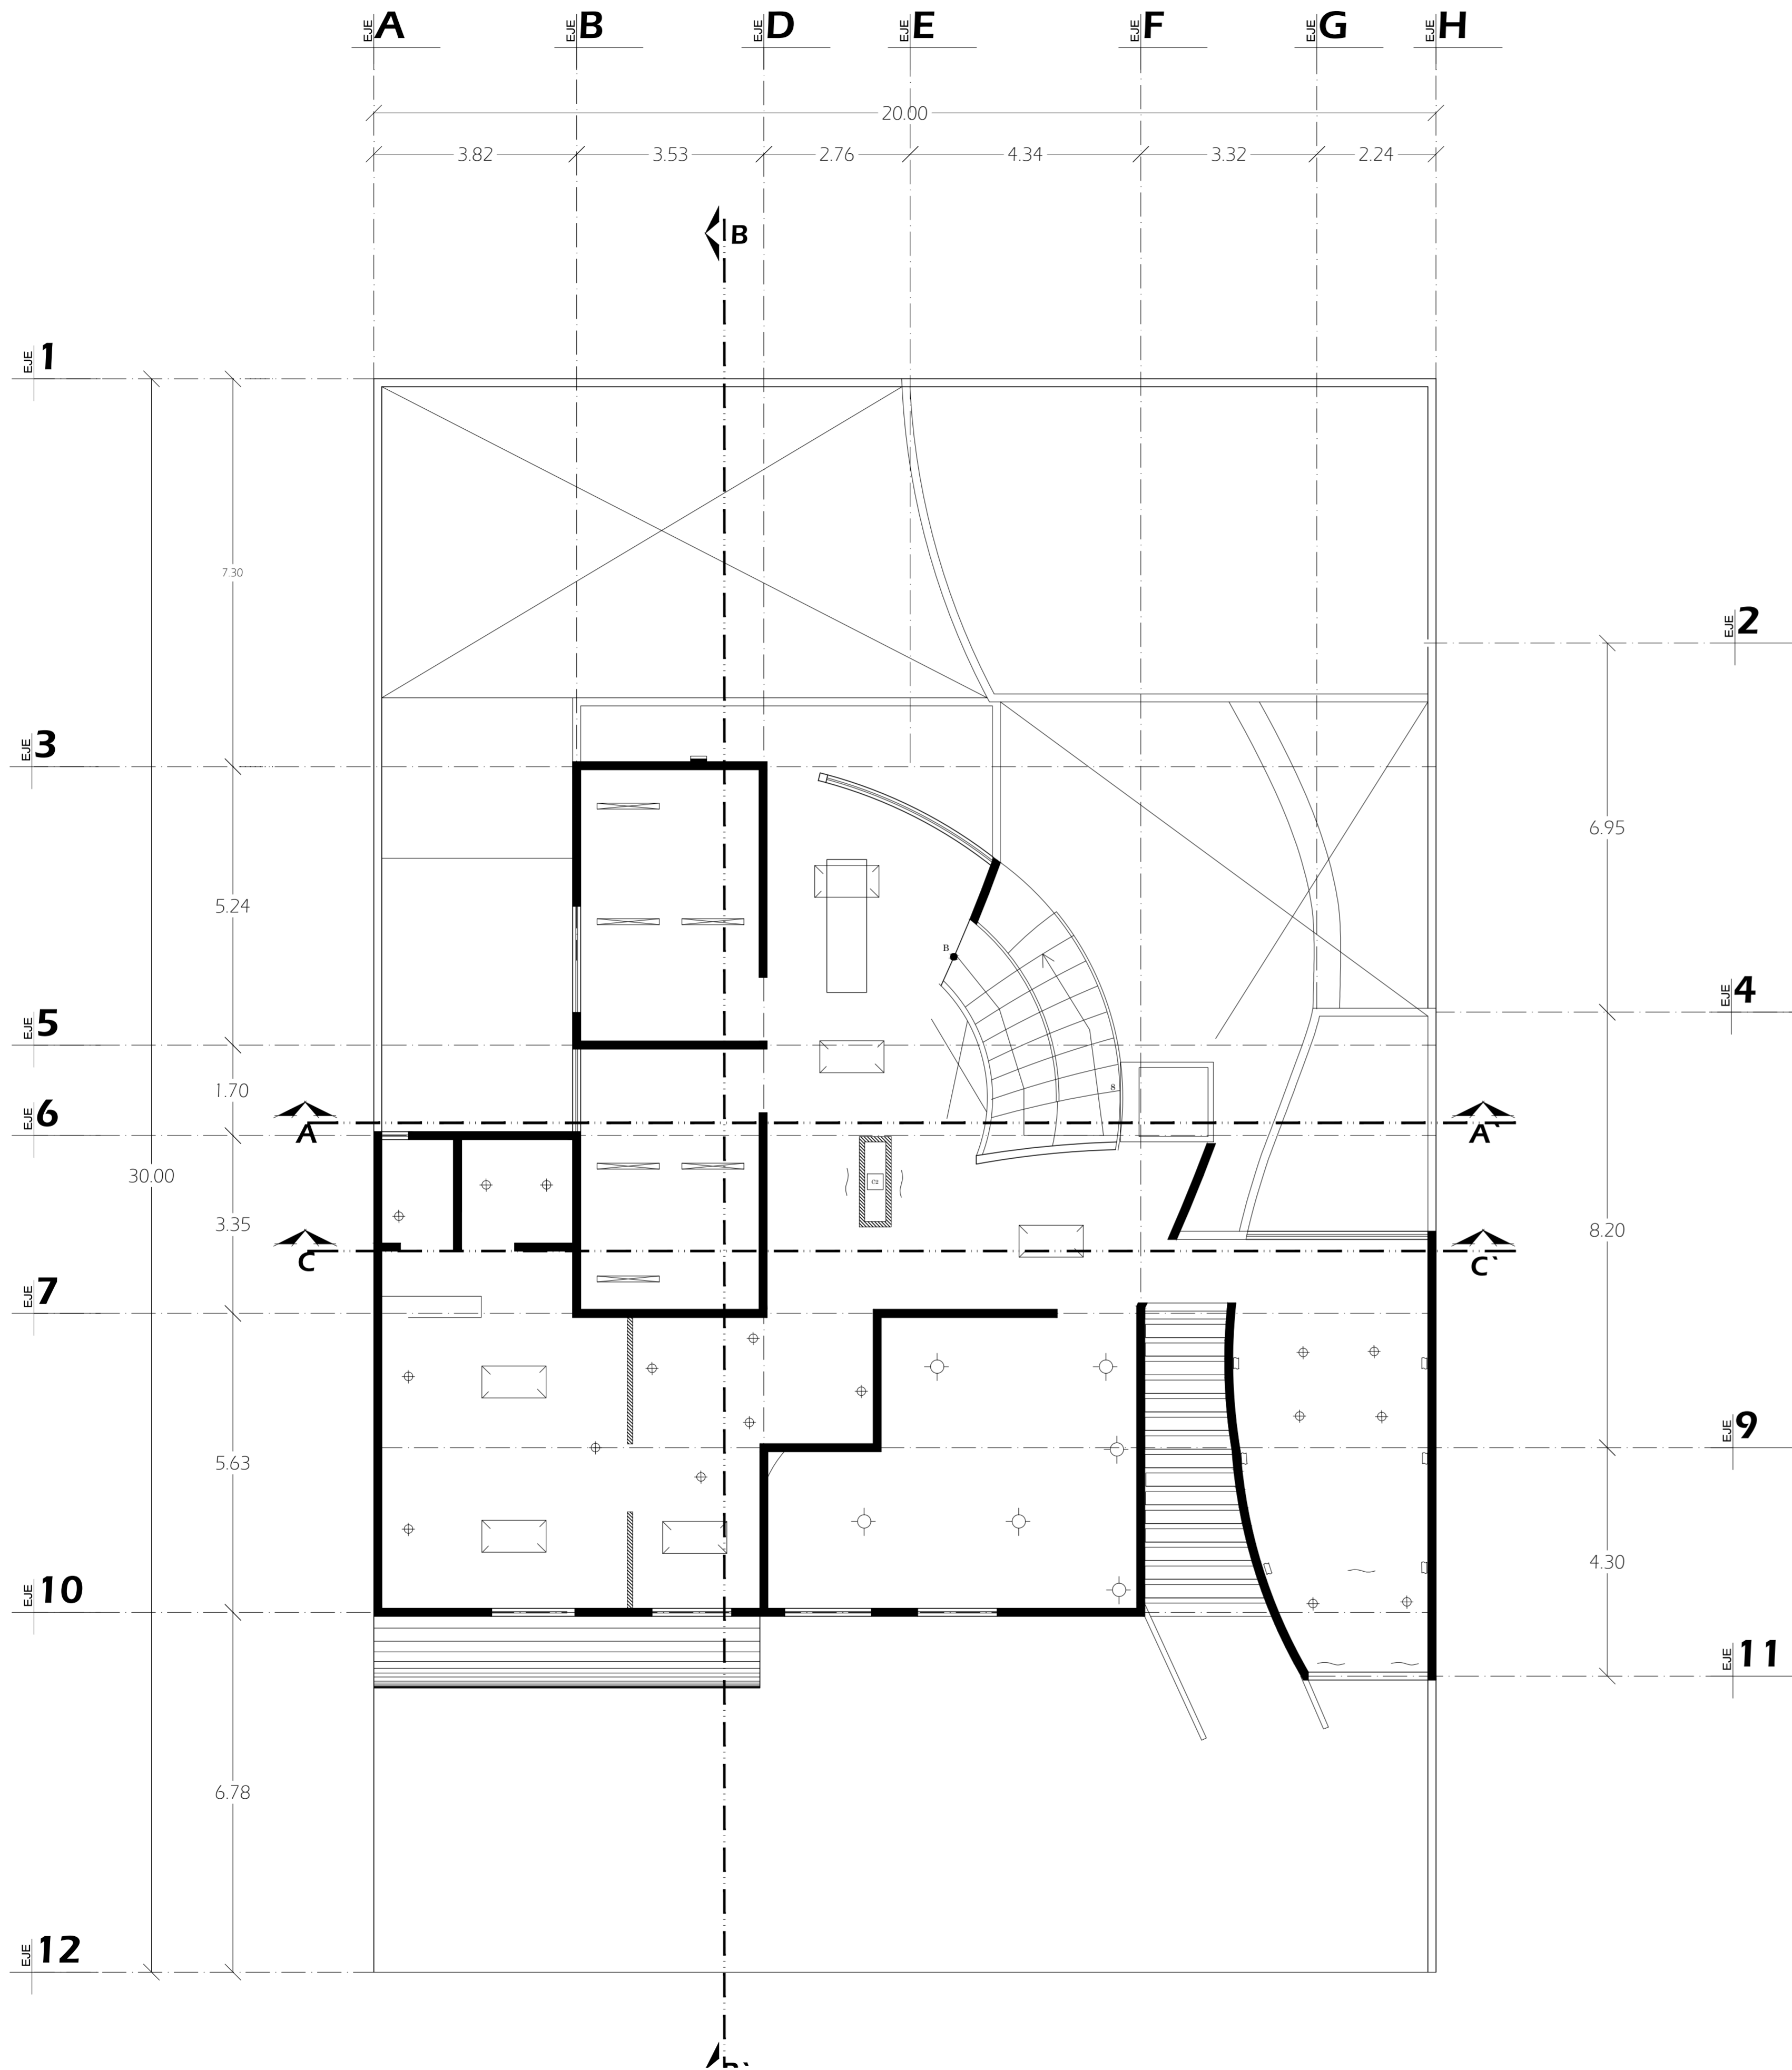 EJE A EJE B EJE D EJE E EJE F EJE G EJE H
20.00
3.82 3.53 2.76 4.34 3.32 2.24
B
EJE 1
7.30
EJE 2
EJE 3
6.95
5.24
B
EJE 4
EJE 5
1.70
8
EJE 6
A A`
30.00
C2
3.35
8.20
C C`
EJE 7
EJE 9
5.63
4.30
EJE 10
EJE 11
6.78
EJE 12
B`